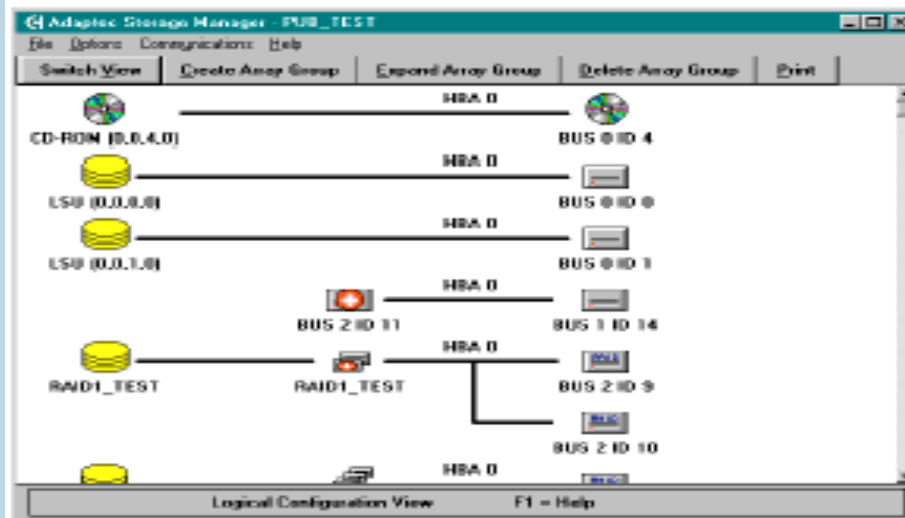 Adaptec Storage Manager - PUB_TEST
File Options Communications Help
Switch View Create Array Group Expand Array Group Delete Array Group Print
HBA 0
CD-ROM (0.0.4.0) BUS 0 ID 4
HBA 0
LSU (0.0.0.0) BUS 0 ID 0
HBA 0
LSU (0.0.1.0) BUS 0 ID 1
HBA 0
BUS 2 ID 11 BUS 1 ID 14
HBA 0
RAID1_TEST RAID1_TEST BUS 2 ID 9
BUS 2 ID 10
HBA 0
Logical Configuration View F1 = Help